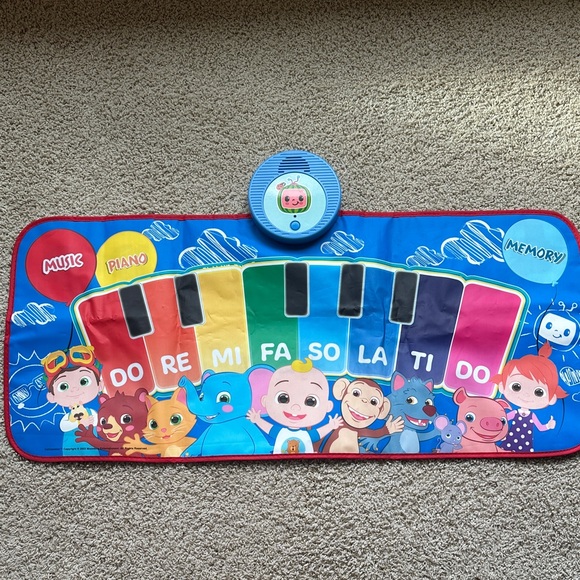 MUSIC
PIANO
MEMORY
DO RE MI FA SO LA TI DO